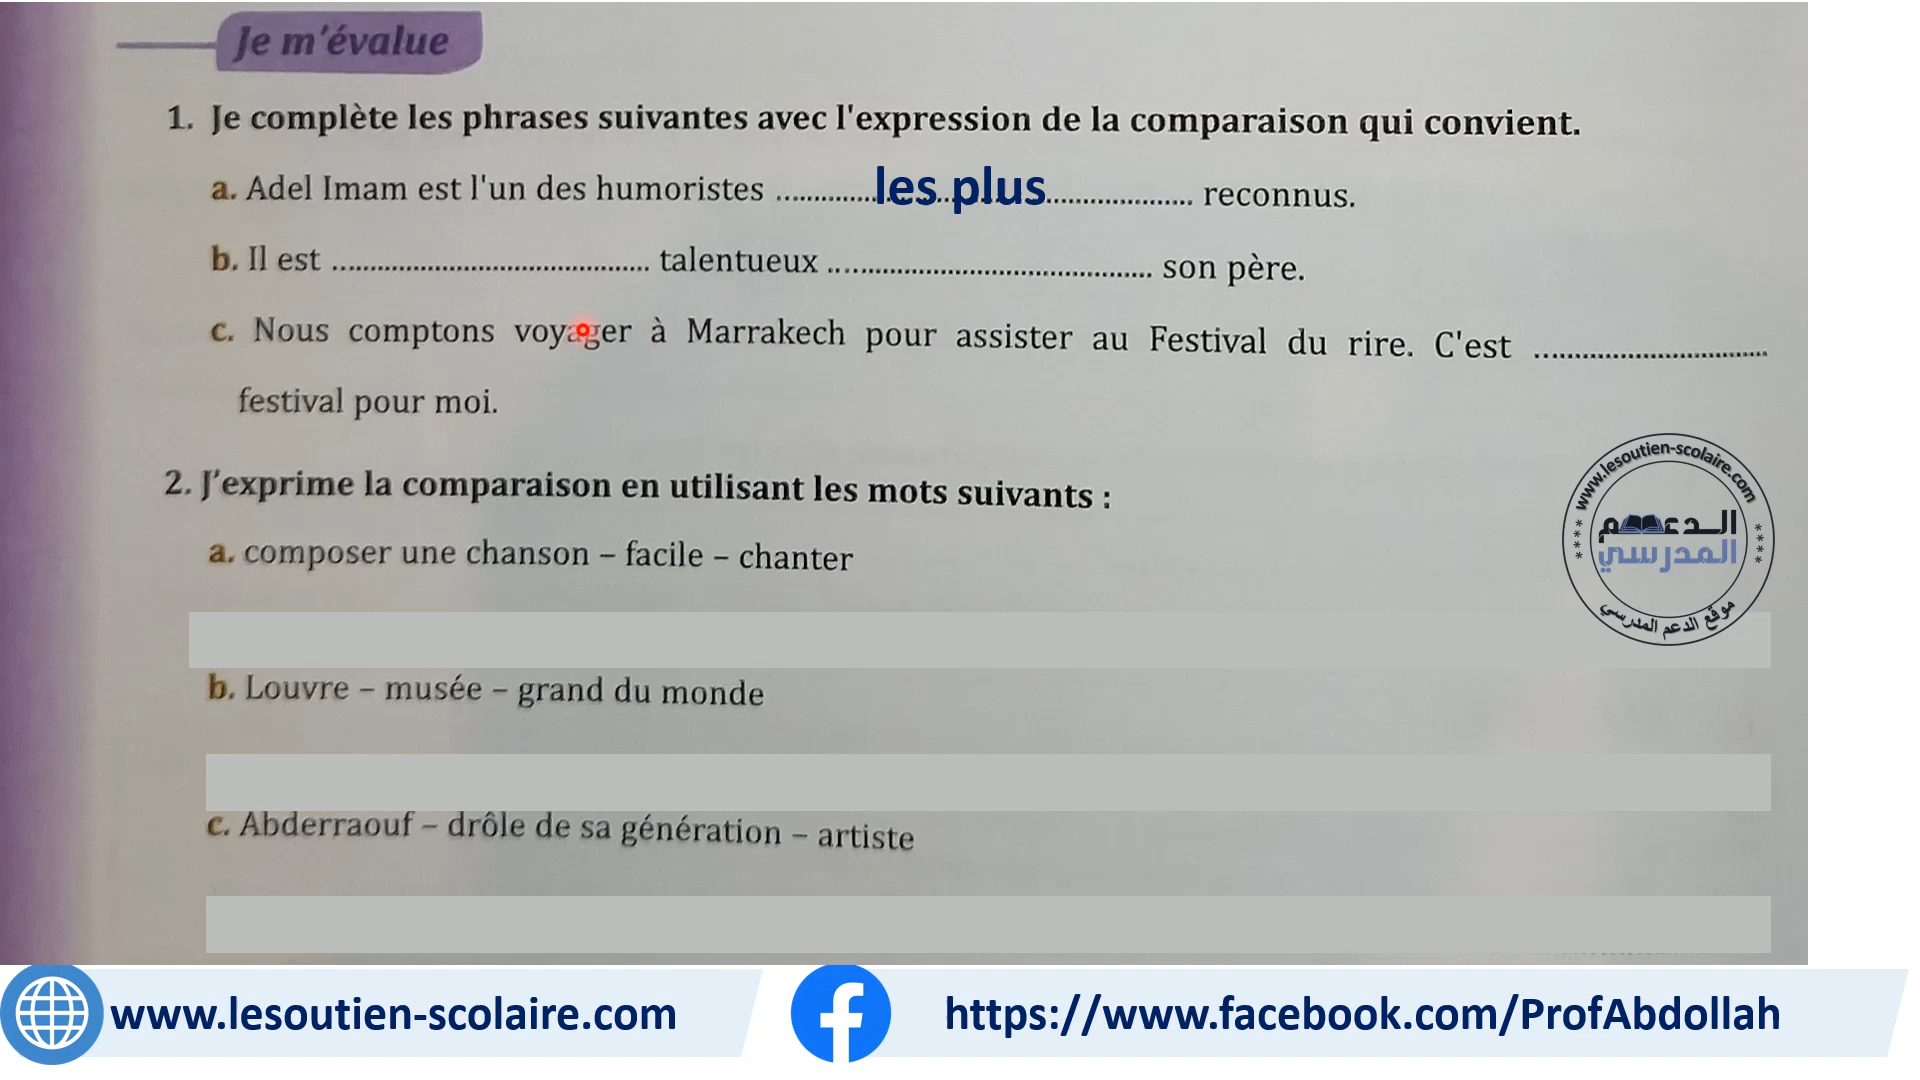 Je m'évalue
1. Je complète les phrases suivantes avec l'expression de la comparaison qui convient.
a. Adel Imam est l'un des humoristes .............les plus....................... reconnus.
b. Il est .......................................... talentueux .......................................... son père.
c. Nous comptons voyager à Marrakech pour assister au Festival du rire. C'est ..............................
festival pour moi.
2. J'exprime la comparaison en utilisant les mots suivants :
a. composer une chanson – facile – chanter
b. Louvre – musée – grand du monde
c. Abderraouf – drôle de sa génération – artiste
**** www.lesoutien-scolaire.com ****
الـدعـم
المدرسي
موقع الدعم المدرسي
www.lesoutien-scolaire.com
https://www.facebook.com/ProfAbdollah